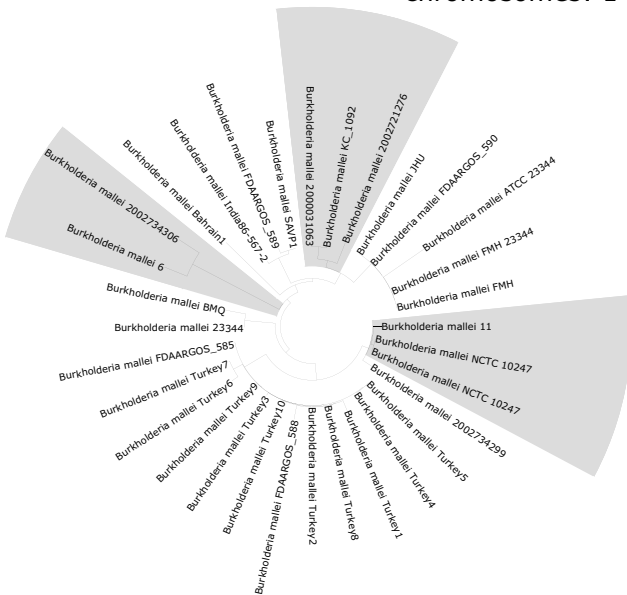 Burkholderia mallei 2000031063
Burkholderia mallei KC_1092
Burkholderia mallei 2002721276
Burkholderia mallei JHU
Burkholderia mallei FDAARGOS_590
Burkholderia mallei ATCC 23344
Burkholderia mallei FMH 23344
Burkholderia mallei FMH
Burkholderia mallei 11
Burkholderia mallei NCTC 10247
Burkholderia mallei NCTC 10247
Burkholderia mallei 2002734299
Burkholderia mallei Turkey5
Burkholderia mallei Turkey4
Burkholderia mallei Turkey1
Burkholderia mallei Turkey8
Burkholderia mallei Turkey2
Burkholderia mallei FDAARGOS_588
Burkholderia mallei Turkey10
Burkholderia mallei Turkey3
Burkholderia mallei Turkey9
Burkholderia mallei Turkey6
Burkholderia mallei Turkey7
Burkholderia mallei FDAARGOS_585
Burkholderia mallei 23344
Burkholderia mallei BMQ
Burkholderia mallei 6
Burkholderia mallei 2002734306
Burkholderia mallei Bahrain1
Burkholderia mallei India86-567-2
Burkholderia mallei FDAARGOS_589
Burkholderia mallei SAVP1